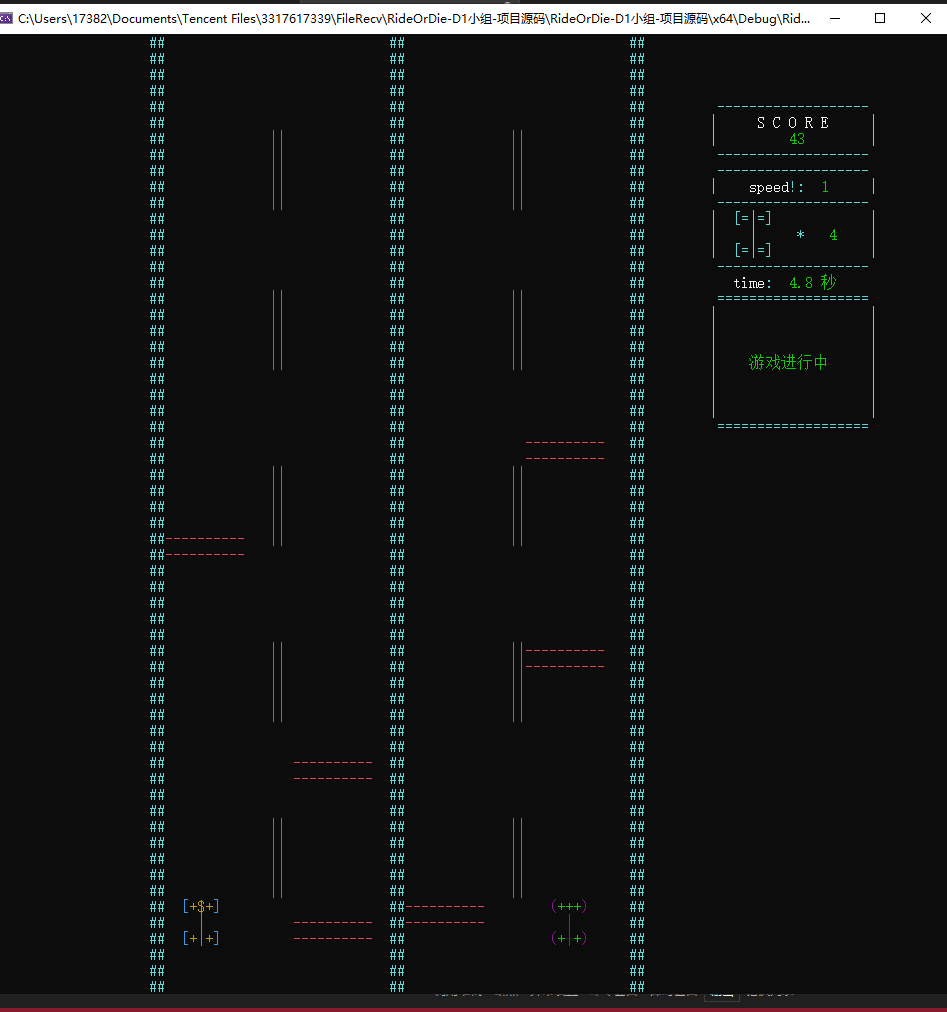 C:\Users\17382\Documents\Tencent Files\3317617339\FileRecv\RideOrDie-D1小组-项目源码\RideOrDie-D1小组-项目源码\x64\Debug\Rid...
S C O R E
43
speed!: 1
[=|=]
* 4
[=|=]
time: 4.8 秒
游戏进行中
[+$+]
(+++)
[+|+]
(+|+)